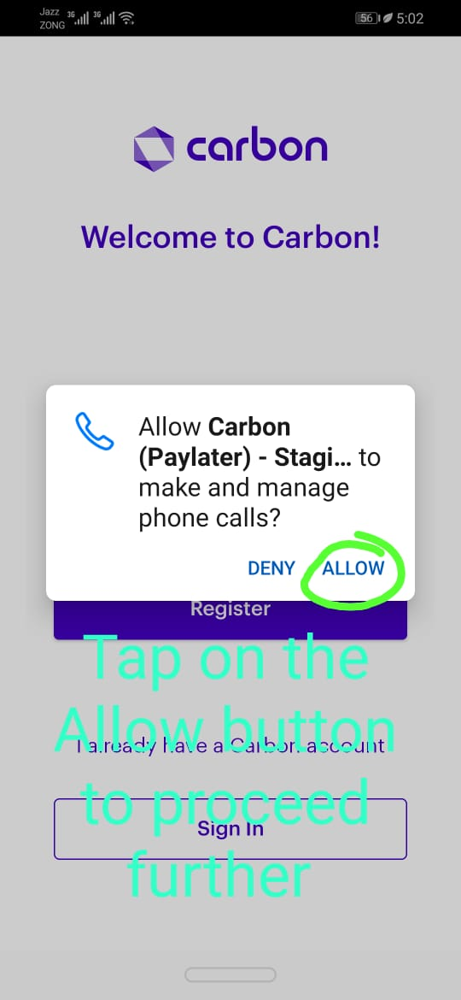 Jazz
ZONG
3G
3G
56
5:02
carbon
Welcome to Carbon!
Allow Carbon
(Paylater) - Stagi... to
make and manage
phone calls?
DENY
ALLOW
Register
Tap on the
Allow button
I already have a Carbon account
to proceed
Sign In
further